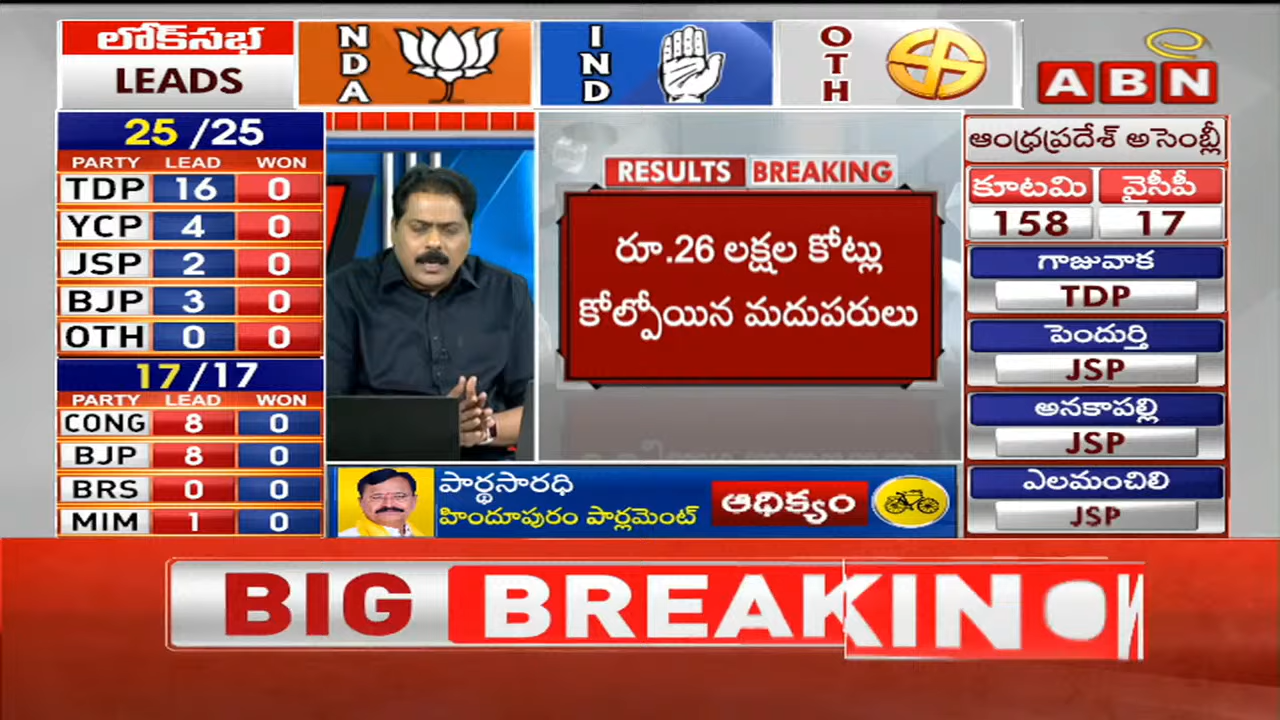 లోక్‌సభ
LEADS
NDA
IND
OTH
ABN
25 /25
PARTY LEAD WON
TDP 16 0
YCP 4 0
JSP 2 0
BJP 3 0
OTH 0 0
17/17
PARTY LEAD WON
CONG 8 0
BJP 8 0
BRS 0 0
MIM 1 0
RESULTS BREAKING
రూ.26 లక్షల కోట్లు
కోల్పోయిన మదుపరులు
పార్థసారధి
హిందూపురం పార్లమెంట్
ఆధిక్యం
ఆంధ్రప్రదేశ్ అసెంబ్లీ
కూటమి వైసీపీ
158 17
గాజువాక
TDP
పెందుర్తి
JSP
అనకాపల్లి
JSP
ఎలమంచిలి
JSP
BIG BREAKIN